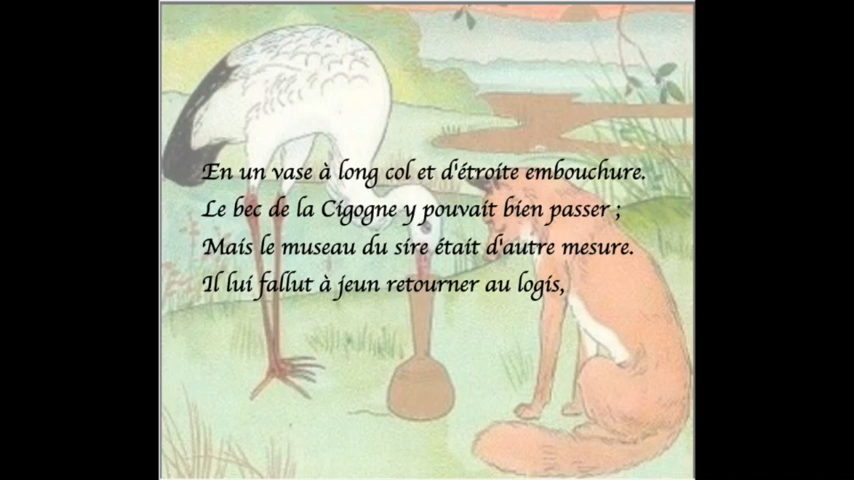 En un vase à long col et d'étroite embouchure.
Le bec de la Cigogne y pouvait bien passer ;
Mais le museau du sire était d'autre mesure.
Il lui fallut à jeun retourner au logis,